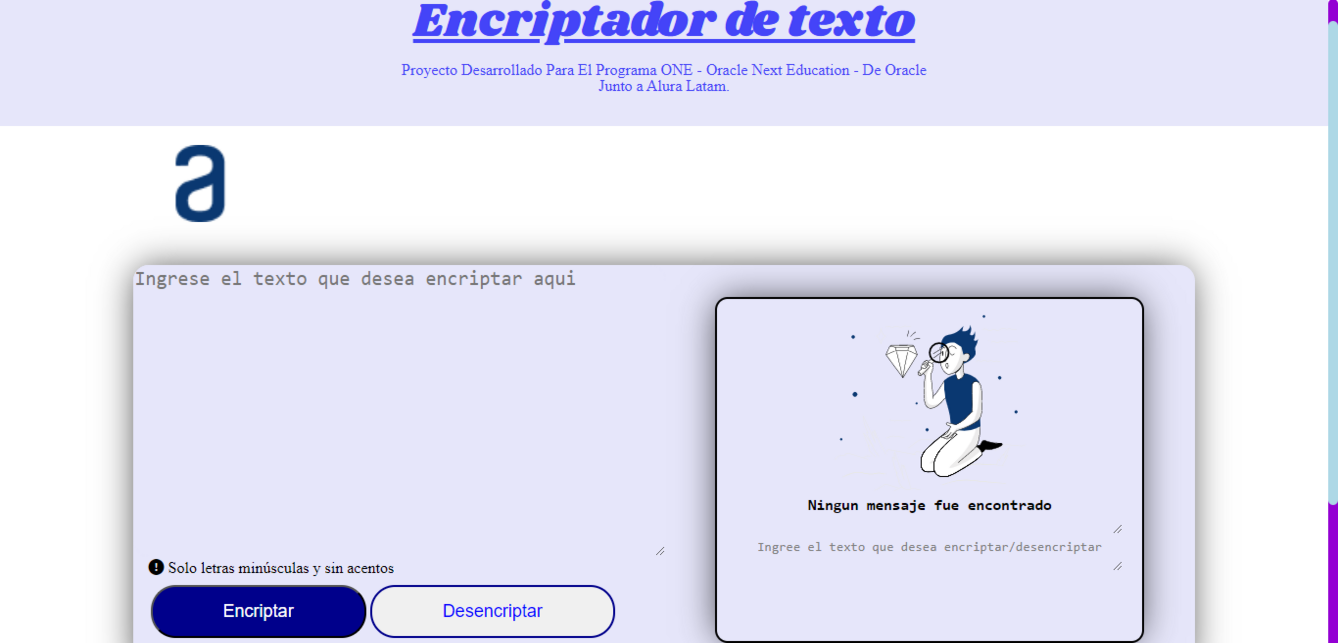 Encriptador de texto
Proyecto Desarrollado Para El Programa ONE - Oracle Next Education - De Oracle
Junto a Alura Latam.
a
Ingrese el texto que desea encriptar aqui
Ningun mensaje fue encontrado
Ingree el texto que desea encriptar/desencriptar
! Solo letras minúsculas y sin acentos
Encriptar
Desencriptar